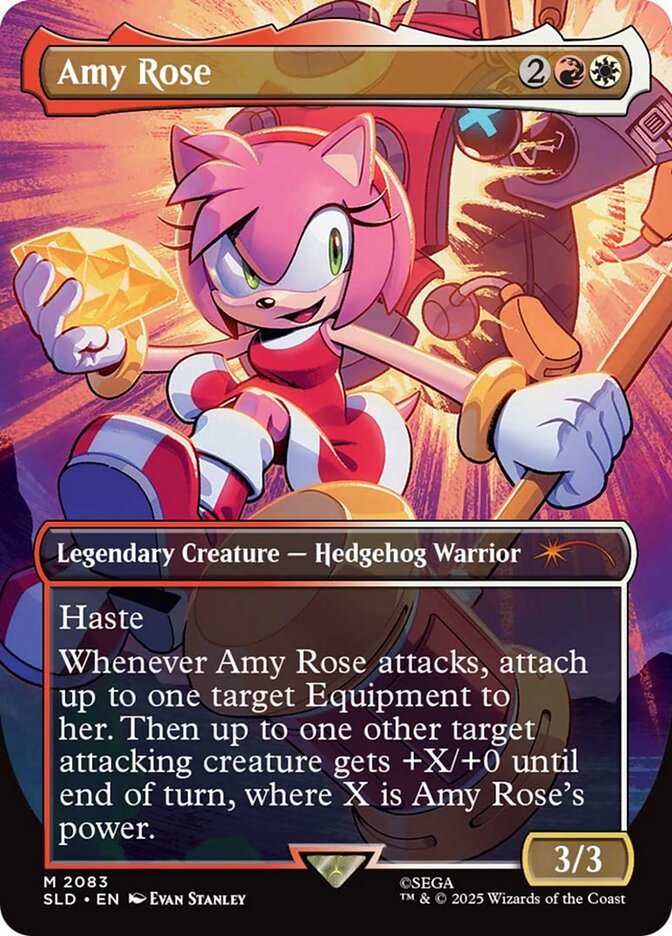 Amy Rose 2
Legendary Creature — Hedgehog Warrior
Haste
Whenever Amy Rose attacks, attach
up to one target Equipment to
her. Then up to one other target
attacking creature gets +X/+0 until
end of turn, where X is Amy Rose's
power.
3/3
M 2083
SLD • EN Evan Stanley
©SEGA
™ & © 2025 Wizards of the Coast